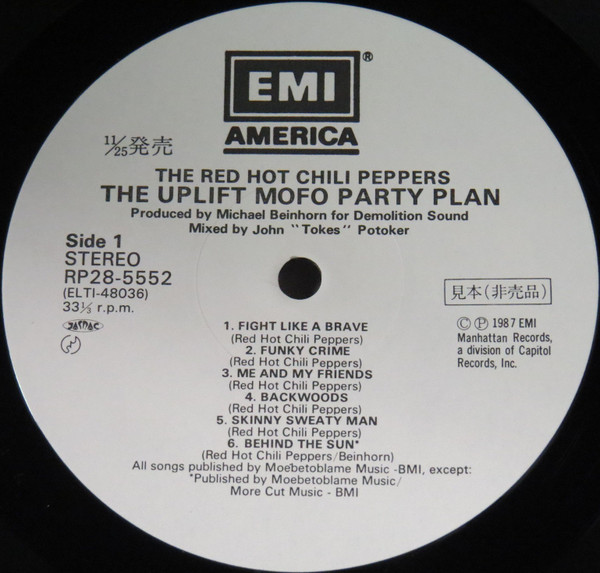 EMI
®
AMERICA
11/25発売
THE RED HOT CHILI PEPPERS
THE UPLIFT MOFO PARTY PLAN
Produced by Michael Beinhorn for Demolition Sound
Mixed by John "Tokes" Potoker
Side 1
STEREO
RP28-5552
(ELTI-48036)
33⅓ r.p.m.
JASRAC
見本(非売品)
© ℗ 1987 EMI
Manhattan Records,
a division of Capitol
Records, Inc.
1. FIGHT LIKE A BRAVE
(Red Hot Chili Peppers)
2. FUNKY CRIME
(Red Hot Chili Peppers)
3. ME AND MY FRIENDS
(Red Hot Chili Peppers)
4. BACKWOODS
(Red Hot Chili Peppers)
5. SKINNY SWEATY MAN
(Red Hot Chili Peppers)
6. BEHIND THE SUN*
(Red Hot Chili Peppers/Beinhorn)
All songs published by Moebetoblame Music -BMI, except:
*Published by Moebetoblame Music/
More Cut Music - BMI